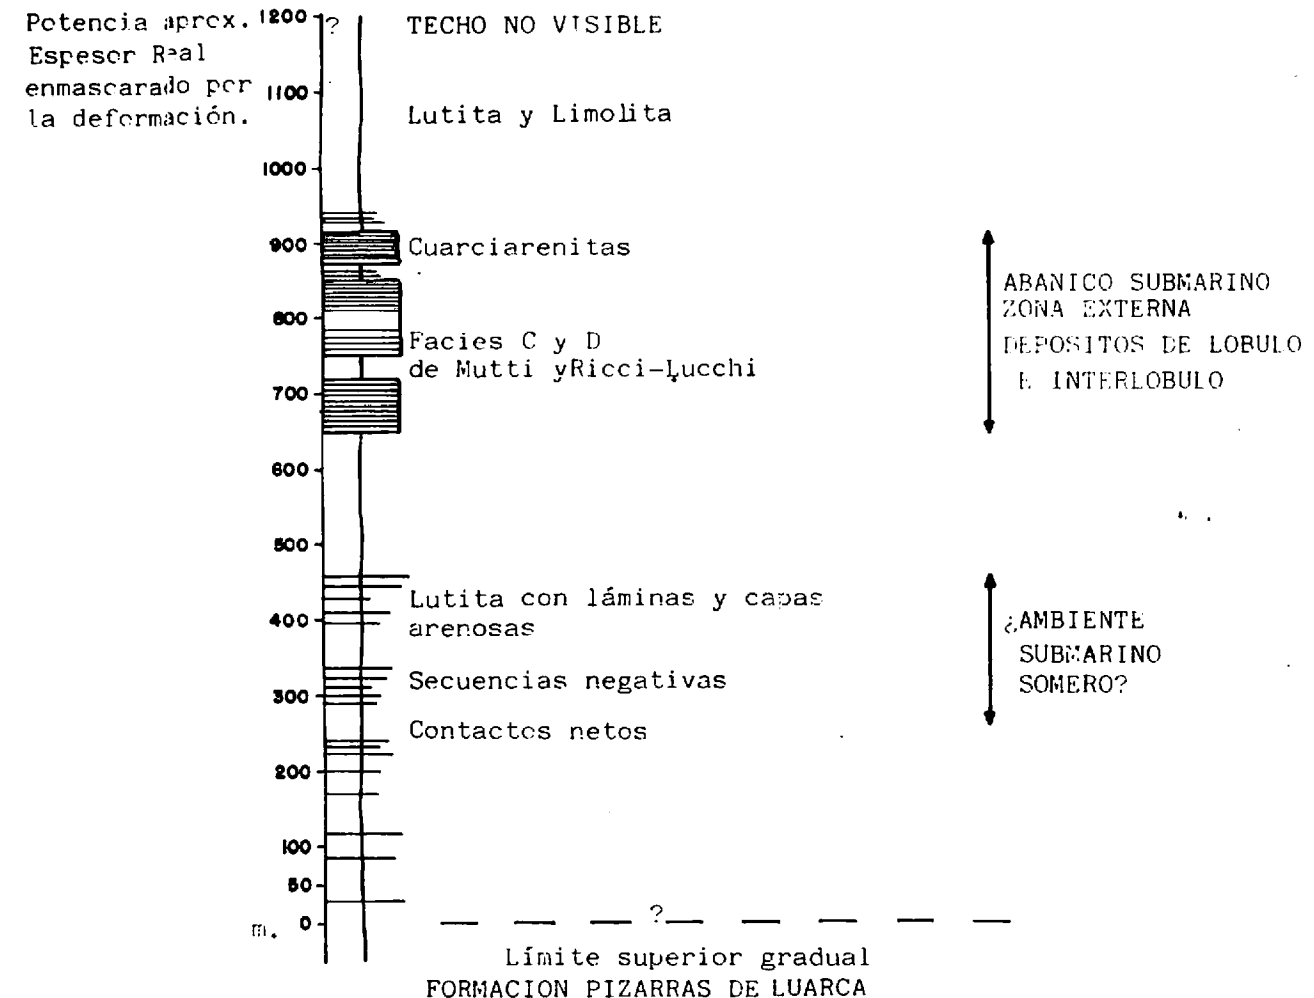 Potencia aprox.
Espesor Real
enmascarado por
la deformación.
1200
?
TECHO NO VISIBLE
1100
Lutita y Limolita
1000
900
Cuarciarenitas
800
Facies C y D
de Mutti yRicci-Lucchi
700
ABANICO SUBMARINO
ZONA EXTERNA
DEPOSITOS DE LOBULO
E INTERLOBULO
600
500
Lutita con láminas y capas
arenosas
400
Secuencias negativas
300
Contactos netos
¿AMBIENTE
SUBMARINO
SOMERO?
200
100
50
m. 0
?
Límite superior gradual
FORMACION PIZARRAS DE LUARCA